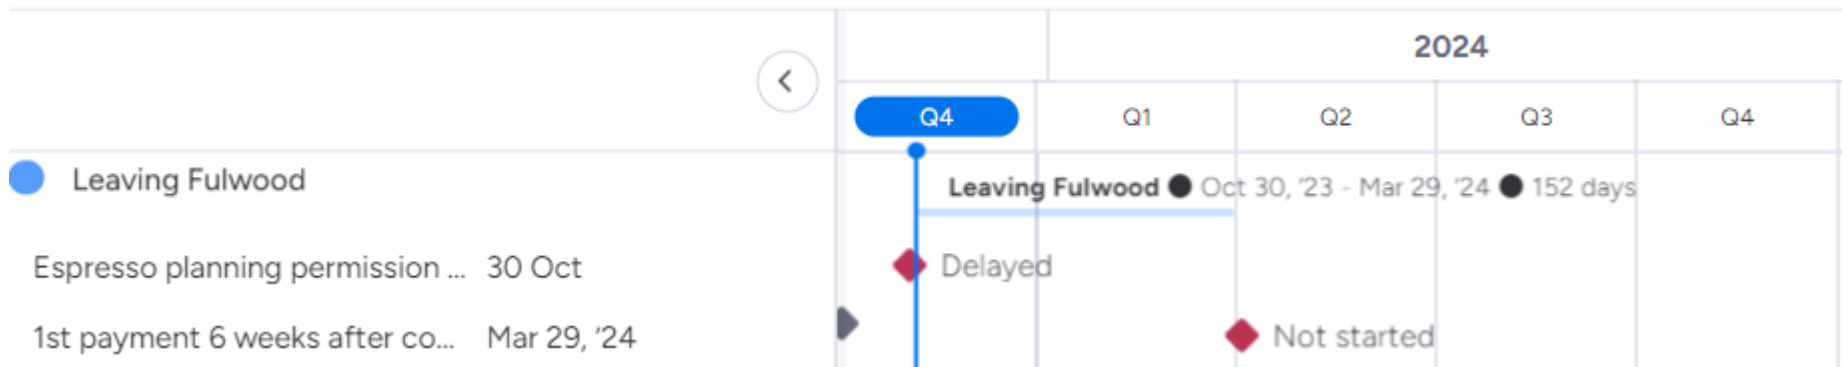 2024
Q4 Q1 Q2 Q3 Q4
Leaving Fulwood
Leaving Fulwood ● Oct 30, '23 - Mar 29, '24 ● 152 days
Espresso planning permission ... 30 Oct
Delayed
1st payment 6 weeks after co... Mar 29, '24
Not started